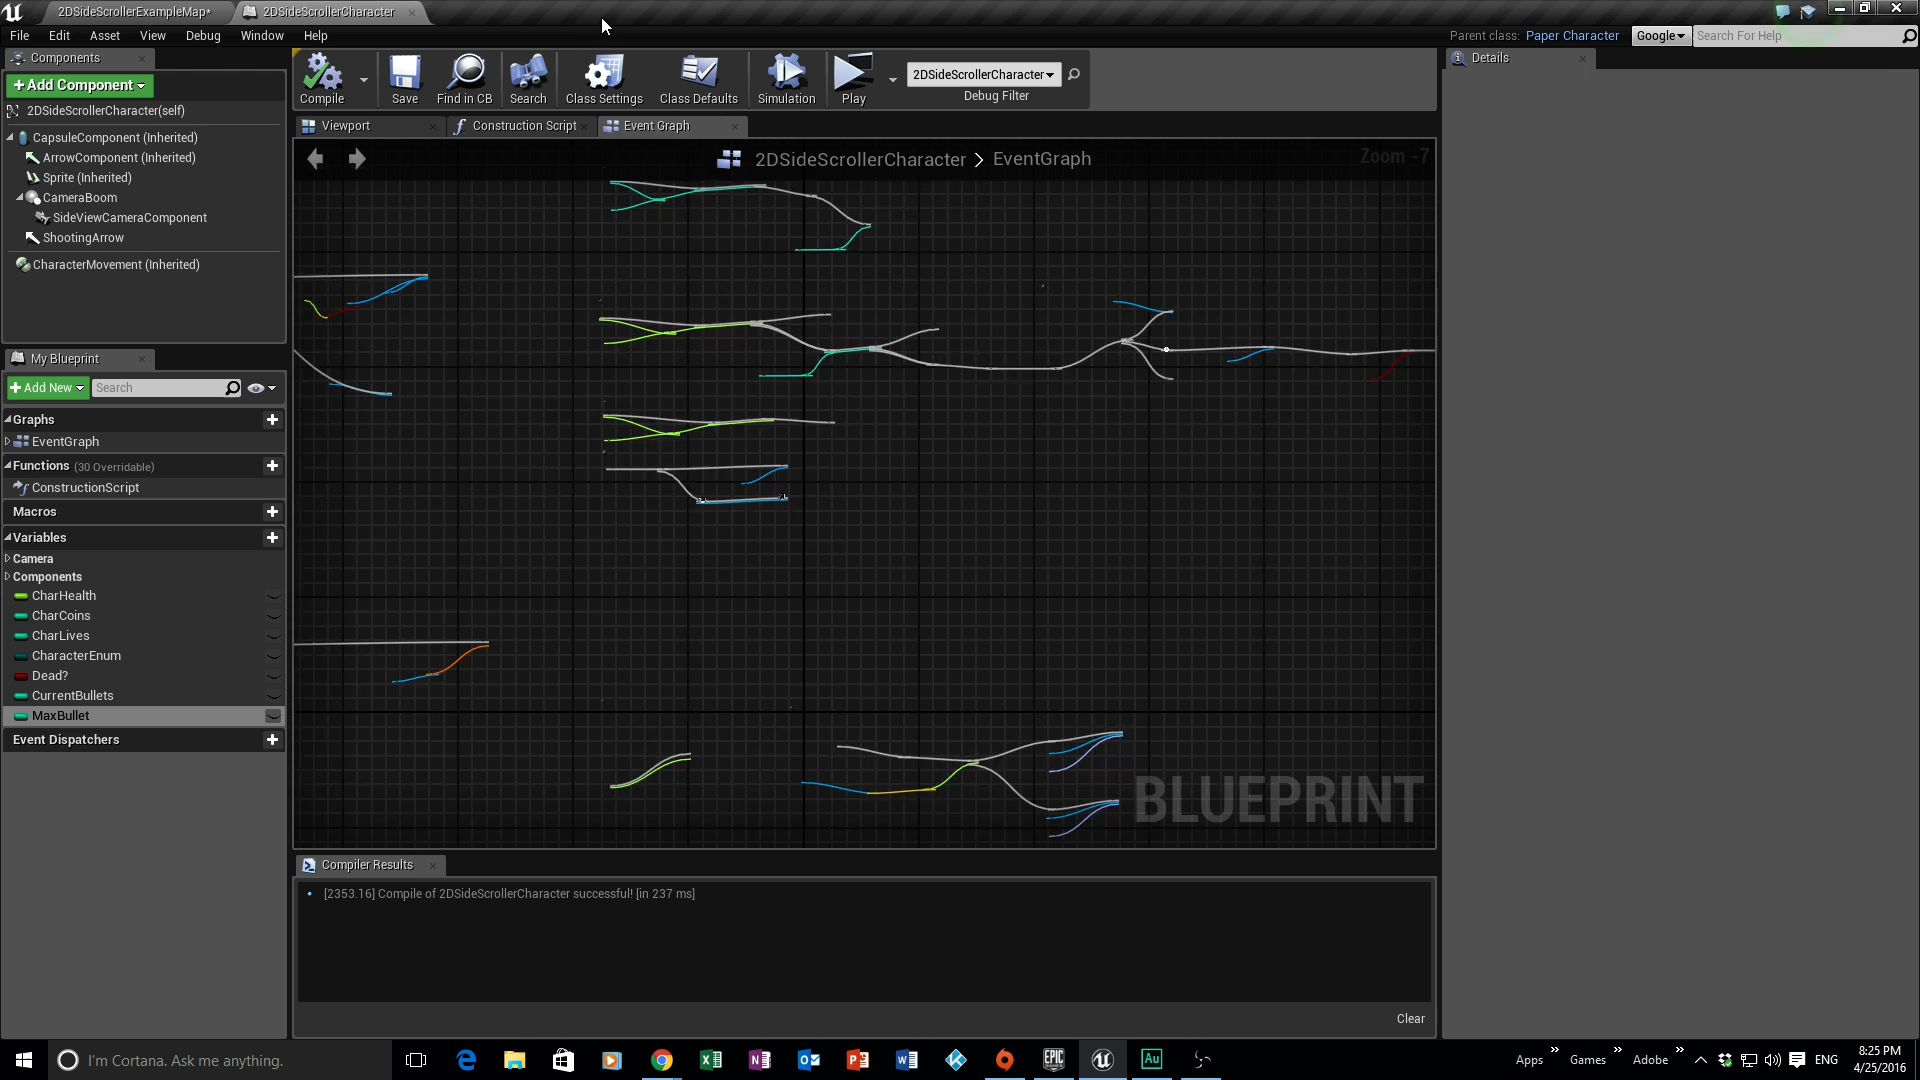 2DSideScrollerExampleMap*
2DSideScrollerCharacter
File Edit Asset View Debug Window Help
Parent class: Paper Character
Google
Search For Help
Components
Add Component
2DSideScrollerCharacter(self)
CapsuleComponent (Inherited)
ArrowComponent (Inherited)
Sprite (Inherited)
CameraBoom
SideViewCameraComponent
ShootingArrow
CharacterMovement (Inherited)
My Blueprint
Add New
Search
Graphs
EventGraph
Functions (30 Overridable)
ConstructionScript
Macros
Variables
Camera
Components
CharHealth
CharCoins
CharLives
CharacterEnum
Dead?
CurrentBullets
MaxBullet
Event Dispatchers
Compile
Save
Find in CB
Search
Class Settings
Class Defaults
Simulation
Play
2DSideScrollerCharacter
Debug Filter
Viewport
Construction Script
Event Graph
2DSideScrollerCharacter > EventGraph
Zoom -7
BLUEPRINT
Compiler Results
[2353.16] Compile of 2DSideScrollerCharacter successful! [in 237 ms]
Clear
Details
I'm Cortana. Ask me anything.
EPIC GAMES
Au
Apps
Games
Adobe
ENG
8:25 PM
4/25/2016